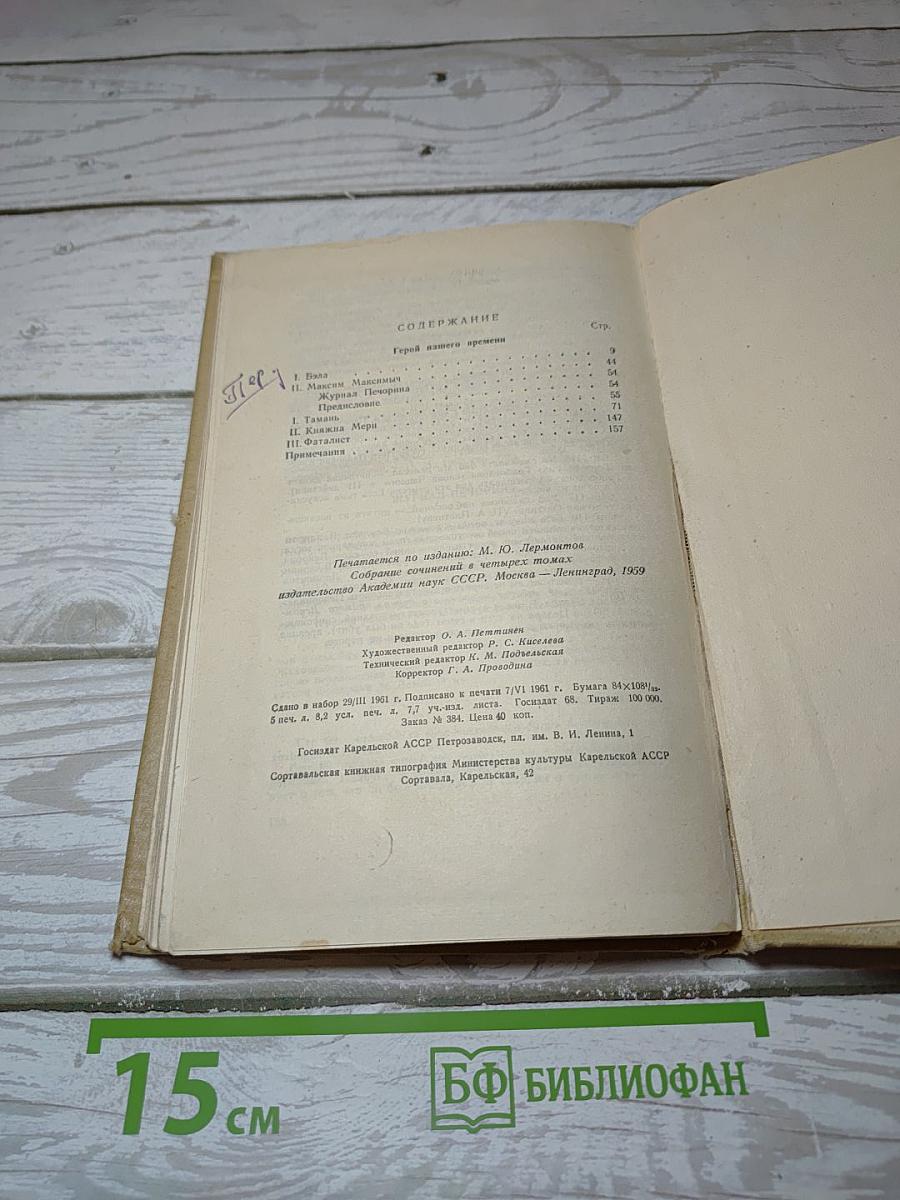 СОДЕРЖАНИЕ
Стр.
Герой нашего времени
I. Бэла . . . . . . . . . . . . . . . 9
II. Максим Максимыч . . . . . . . . . . . 44
Журнал Печорина . . . . . . . . . . . 54
Предисловие . . . . . . . . . . . . 54
I. Тамань . . . . . . . . . . . . . . 55
II. Княжна Мери . . . . . . . . . . . . 71
III. Фаталист . . . . . . . . . . . . . 147
Примечания . . . . . . . . . . . . . 157
Пер.
Печатается по изданию: М. Ю. Лермонтов
Собрание сочинений в четырех томах
издательство Академии наук СССР. Москва — Ленинград, 1959
Редактор О. А. Петтинен
Художественный редактор Р. С. Киселева
Технический редактор К. М. Подъельская
Корректор Г. А. Проводина
Сдано в набор 29/III 1961 г. Подписано к печати 7/VI 1961 г. Бумага 84×108¹/₃₂.
5 печ. л. 8,2 усл. печ. л. 7,7 уч.-изд. листа. Госиздат 68. Тираж 100 000.
Заказ № 384. Цена 40 коп.
Госиздат Карельской АССР Петрозаводск, пл. им. В. И. Ленина, 1
Сортавальская книжная типография Министерства культуры Карельской АССР
Сортавала, Карельская, 42
15 см
БФ БИБЛИОФАН